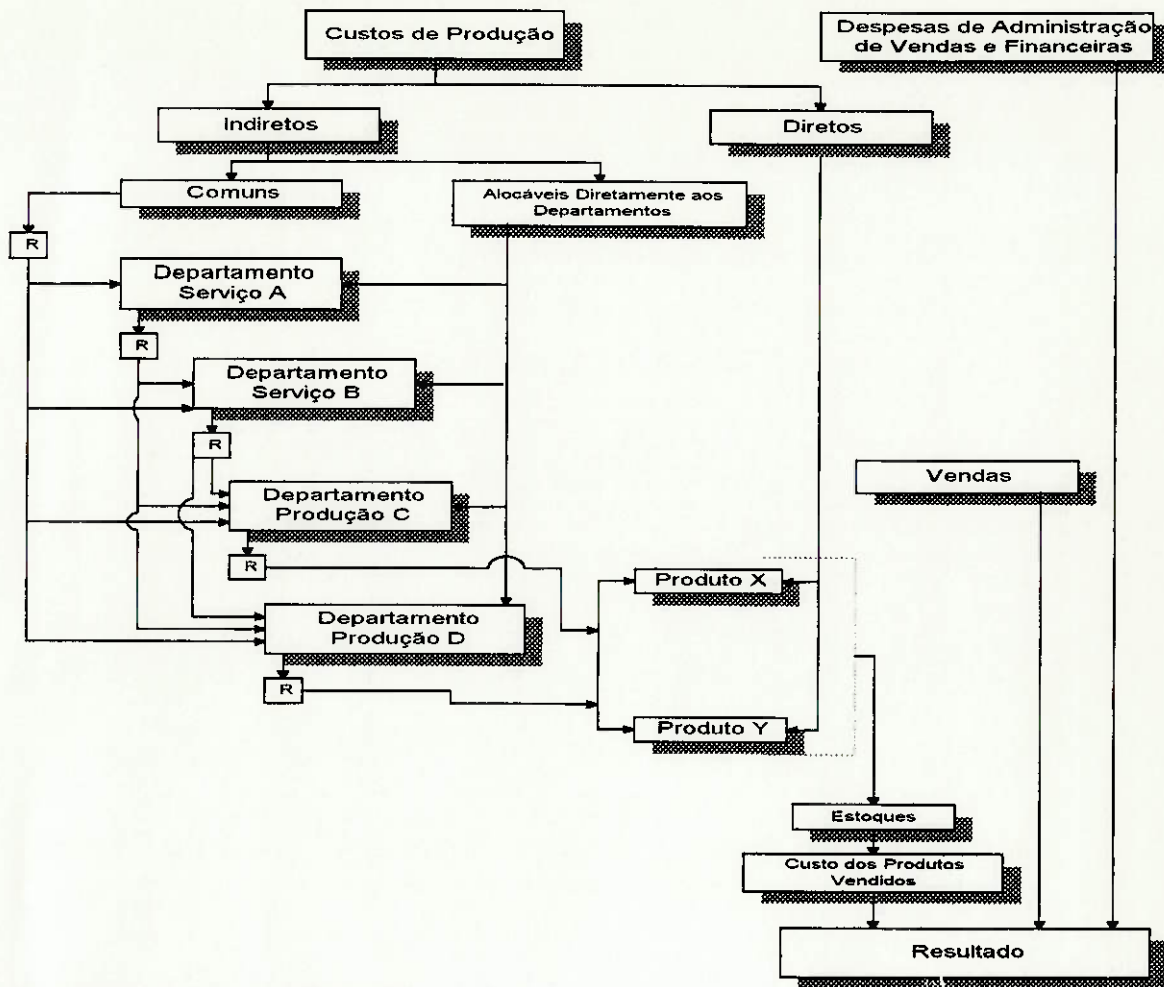 Custos de Produção
Despesas de Administração
de Vendas e Financeiras
Indiretos
Diretos
Comuns
Alocáveis Diretamente aos
Departamentos
R
Departamento
Serviço A
R
Departamento
Serviço B
R
Vendas
Departamento
Produção C
R
Produto X
Departamento
Produção D
R
Produto Y
Estoques
Custo dos Produtas
Vendidos
Resultado